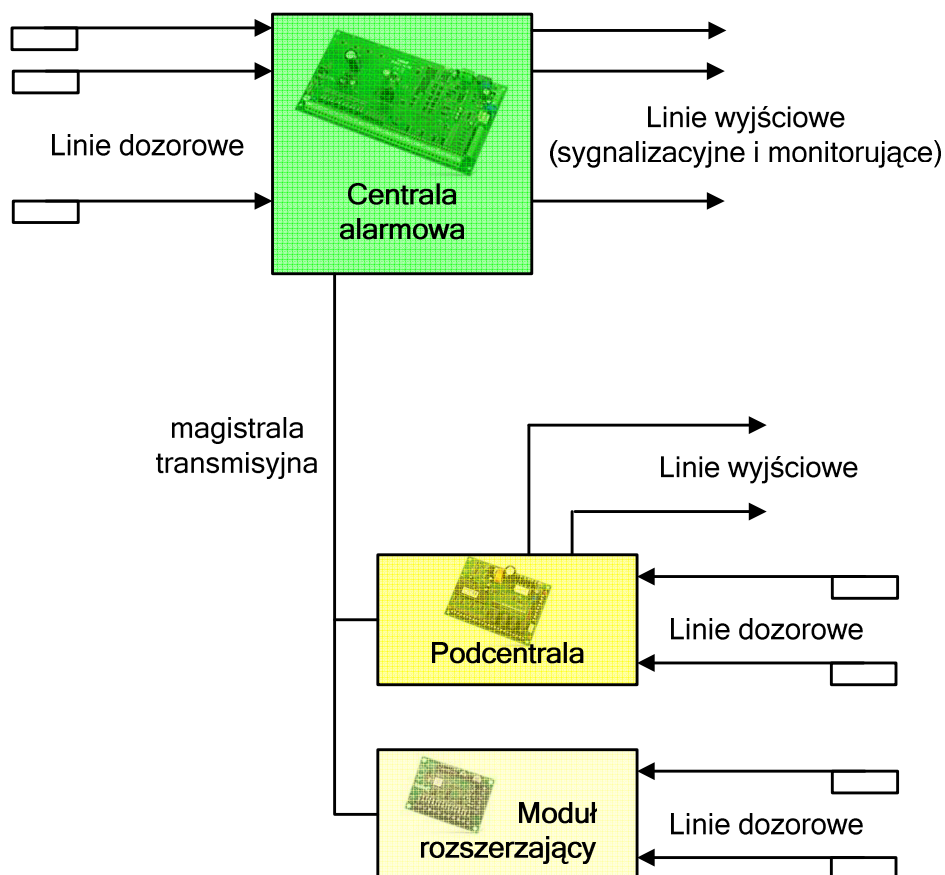 Linie dozorowe
Centrala
alarmowa
Linie wyjściowe
(sygnalizacyjne i monitorujące)
magistrala
transmisyjna
Linie wyjściowe
Podcentrala
Linie dozorowe
Moduł
rozszerzający
Linie dozorowe